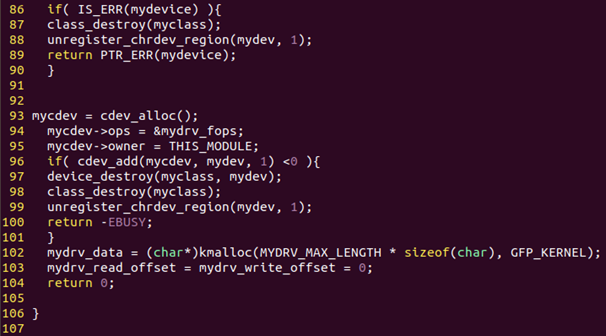 86   if( IS_ERR(mydevice) ){
87   class_destroy(myclass);
88   unregister_chrdev_region(mydev, 1);
89   return PTR_ERR(mydevice);
90   }
91
92
93 mycdev = cdev_alloc();
94   mycdev->ops = &mydrv_fops;
95   mycdev->owner = THIS_MODULE;
96   if( cdev_add(mycdev, mydev, 1) <0 ){
97   device_destroy(myclass, mydev);
98   class_destroy(myclass);
99   unregister_chrdev_region(mydev, 1);
100   return -EBUSY;
101   }
102   mydrv_data = (char*)kmalloc(MYDRV_MAX_LENGTH * sizeof(char), GFP_KERNEL);
103   mydrv_read_offset = mydrv_write_offset = 0;
104   return 0;
105
106 }
107